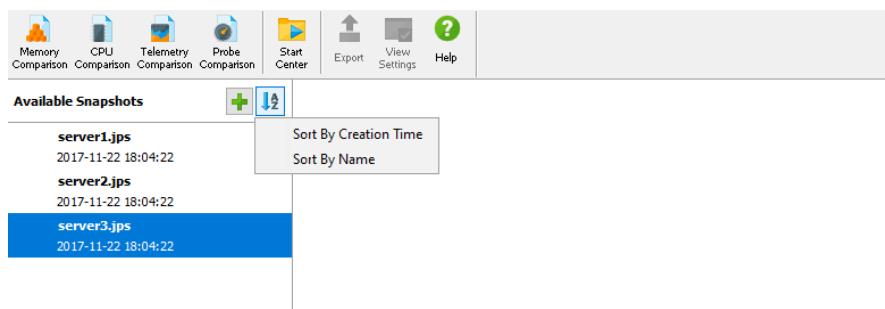 Memory Comparison
CPU Comparison
Telemetry Comparison
Probe Comparison
Start Center
Export
View Settings
Help
Available Snapshots
A
Z
Sort By Creation Time
Sort By Name
server1.jps
2017-11-22 18:04:22
server2.jps
2017-11-22 18:04:22
server3.jps
2017-11-22 18:04:22